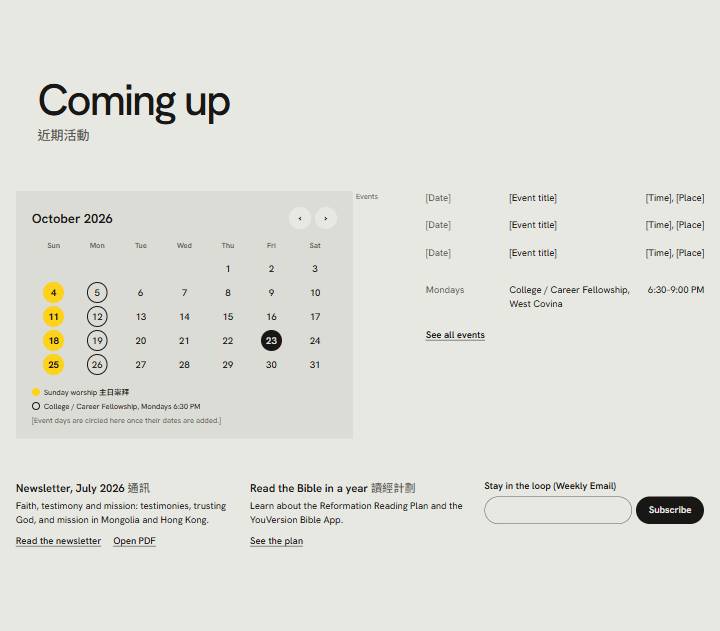 Coming up
近期活動
October 2026
‹ ›
Sun Mon Tue Wed Thu Fri Sat
1 2 3
4 5 6 7 8 9 10
11 12 13 14 15 16 17
18 19 20 21 22 23 24
25 26 27 28 29 30 31
Sunday worship 主日崇拜
College / Career Fellowship, Mondays 6:30 PM
[Event days are circled here once their dates are added.]
Events
[Date] [Event title] [Time], [Place]
[Date] [Event title] [Time], [Place]
[Date] [Event title] [Time], [Place]
Mondays College / Career Fellowship, 6:30-9:00 PM
West Covina
See all events
Newsletter, July 2026 通訊
Faith, testimony and mission: testimonies, trusting
God, and mission in Mongolia and Hong Kong.
Read the newsletter Open PDF
Read the Bible in a year 讀經計劃
Learn about the Reformation Reading Plan and the
YouVersion Bible App.
See the plan
Stay in the loop (Weekly Email)
Subscribe